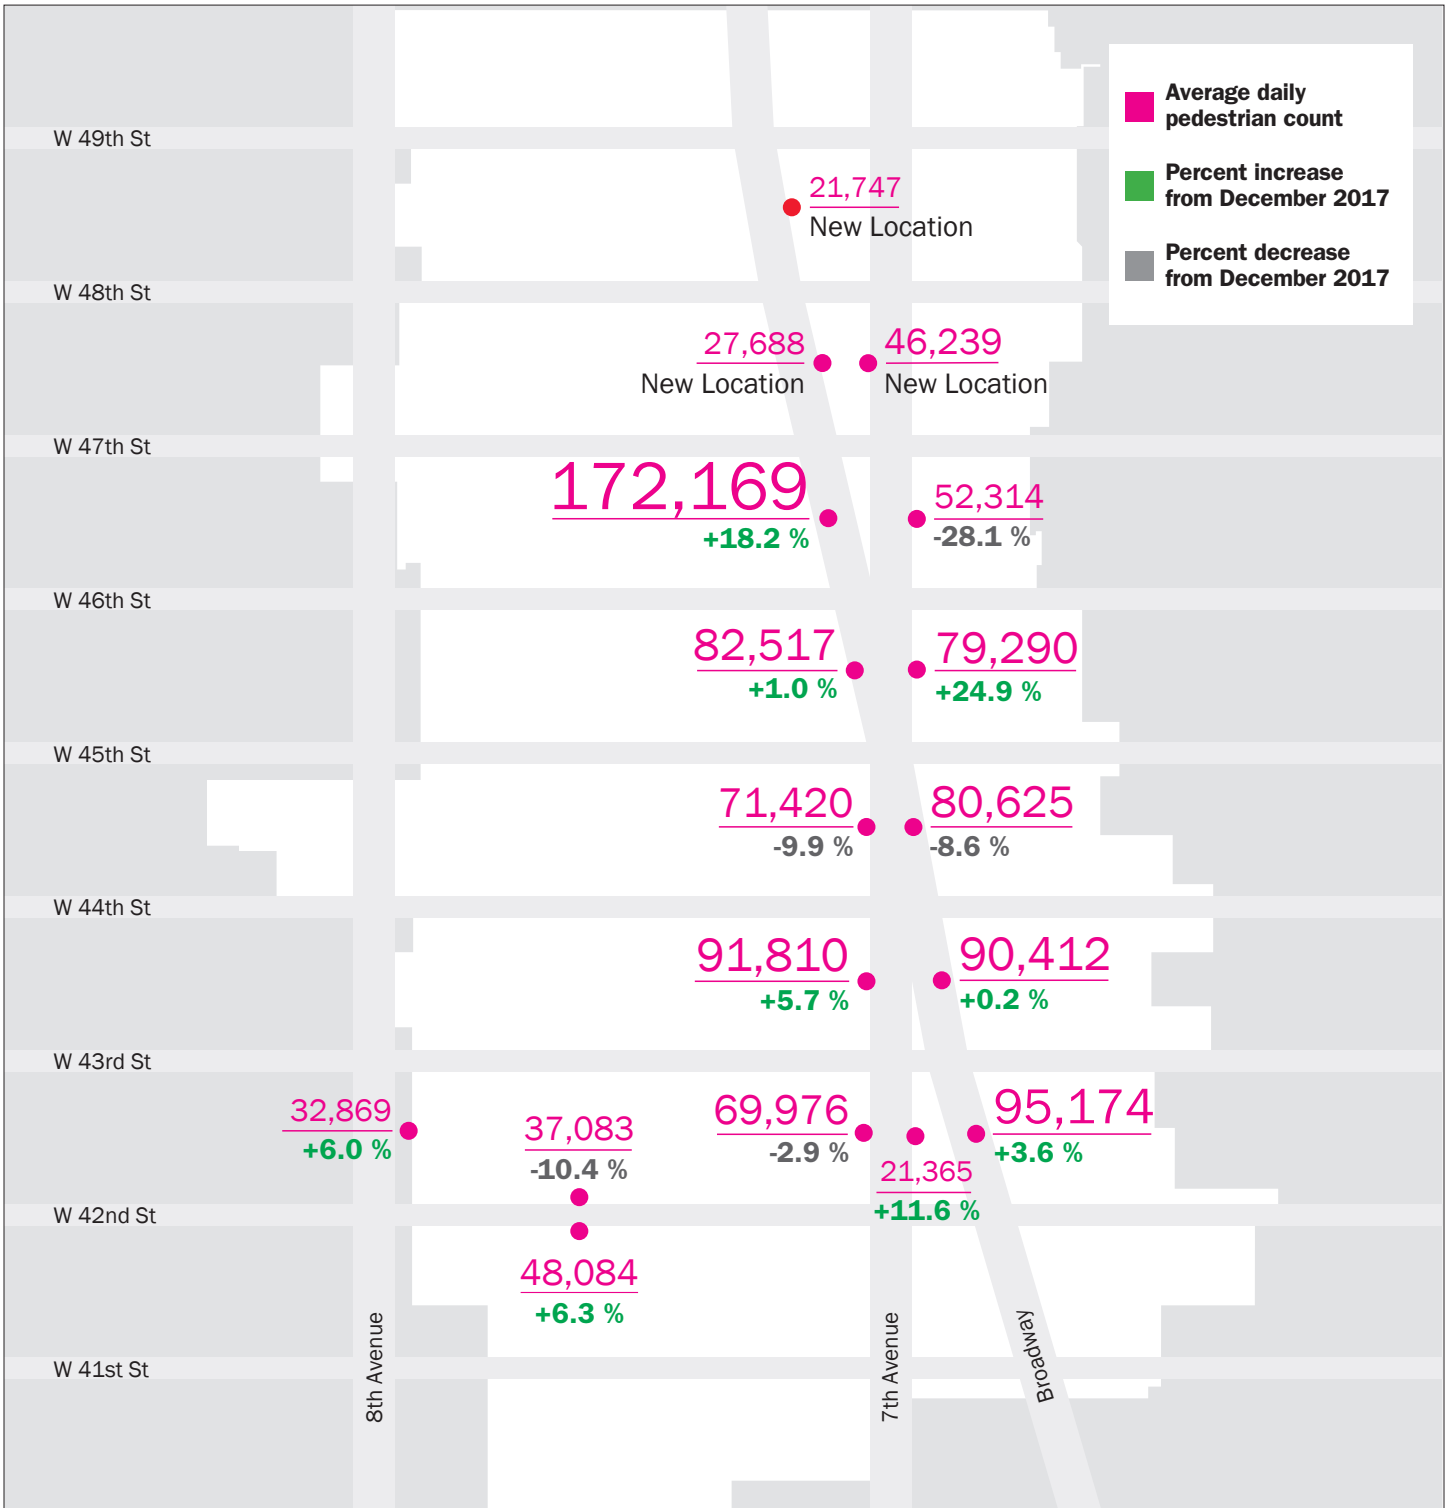 Average daily
pedestrian count
Percent increase
from December 2017
Percent decrease
from December 2017
W 49th St
21,747
New Location
W 48th St
27,688
New Location
46,239
New Location
W 47th St
172,169
+18.2 %
52,314
-28.1 %
W 46th St
82,517
+1.0 %
79,290
+24.9 %
W 45th St
71,420
-9.9 %
80,625
-8.6 %
W 44th St
91,810
+5.7 %
90,412
+0.2 %
W 43rd St
32,869
+6.0 %
37,083
-10.4 %
69,976
-2.9 %
21,365
+11.6 %
95,174
+3.6 %
W 42nd St
48,084
+6.3 %
W 41st St
8th Avenue
7th Avenue
Broadway